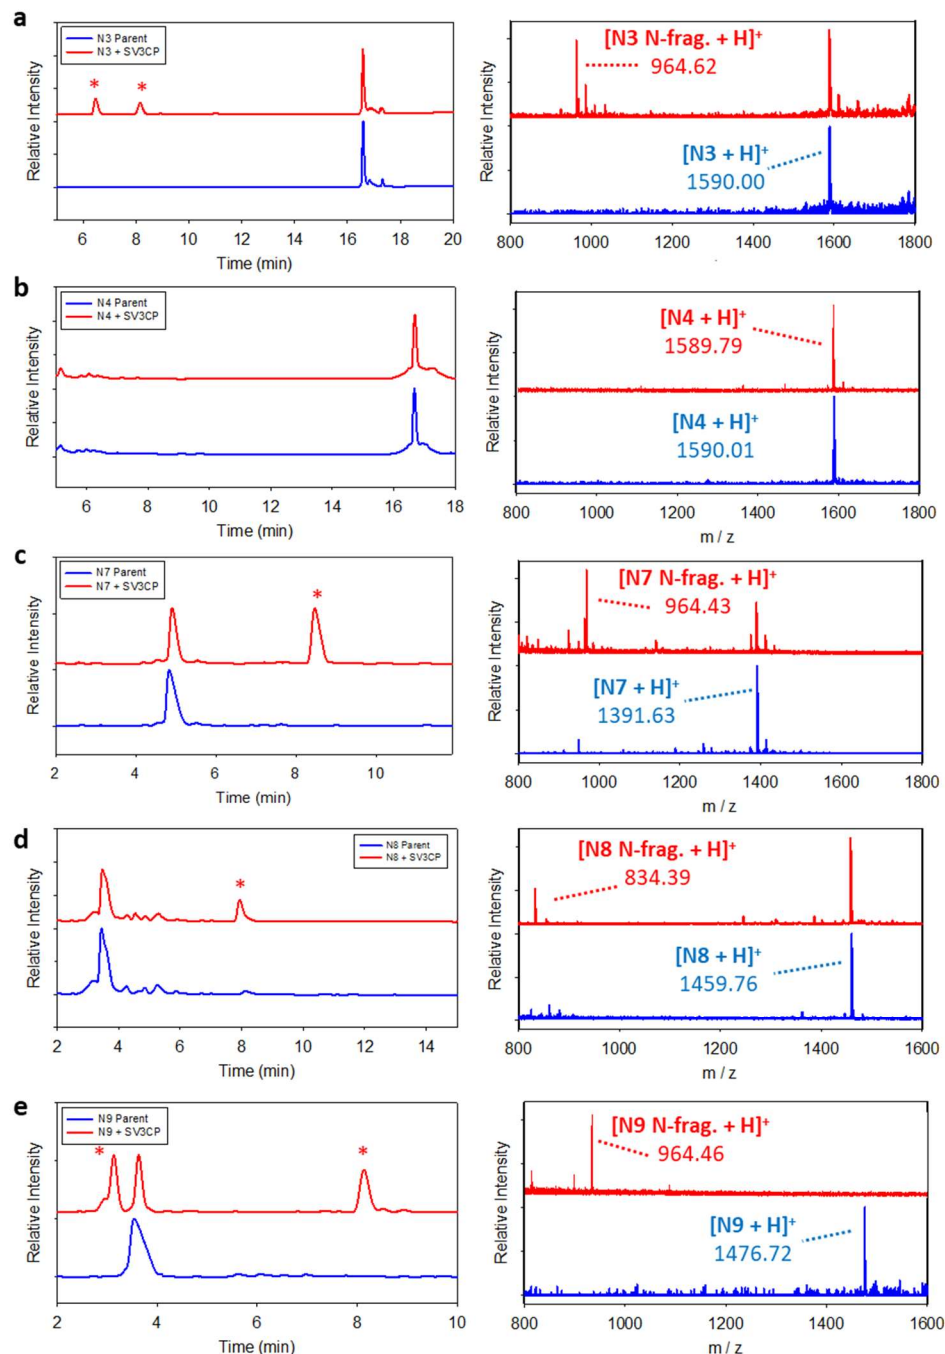 a
N3 Parent
N3 + SV3CP
* *
Relative Intensity
6 8 10 12 14 16 18 20
Time (min)
[N3 N-frag. + H]+
964.62
[N3 + H]+
1590.00
Relative Intensity
800 1000 1200 1400 1600 1800
b
N4 Parent
N4 + SV3CP
Relative Intensity
6 8 10 12 14 16 18
Time (min)
[N4 + H]+
1589.79
[N4 + H]+
1590.01
Relative Intensity
800 1000 1200 1400 1600 1800
m / z
c
N7 Parent
N7 + SV3CP
*
Relative Intensity
2 4 6 8 10
Time (min)
[N7 N-frag. + H]+
964.43
[N7 + H]+
1391.63
Relative Intensity
800 1000 1200 1400 1600 1800
m / z
d
N8 Parent
N8 + SV3CP
*
Relative Intensity
2 4 6 8 10 12 14
Time (min)
[N8 N-frag. + H]+
834.39
[N8 + H]+
1459.76
Relative Intensity
800 1000 1200 1400 1600
m / z
e
N9 Parent
N9 + SV3CP
* *
Relative Intensity
2 4 6 8 10
Time (min)
[N9 N-frag. + H]+
964.46
[N9 + H]+
1476.72
Relative Intensity
800 1000 1200 1400 1600
m / z